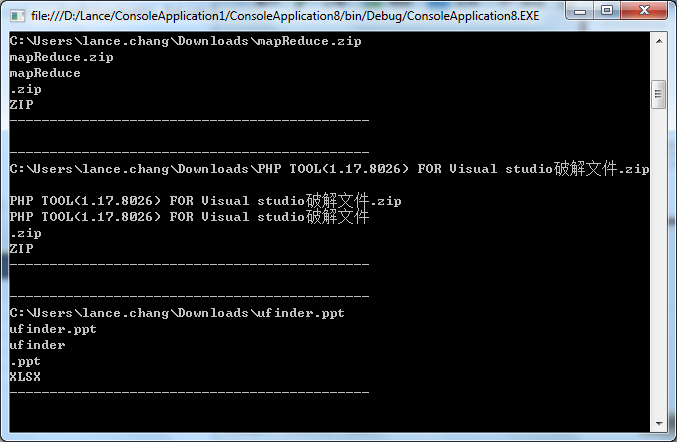 file:///D:/Lance/ConsoleApplication1/ConsoleApplication8/bin/Debug/ConsoleApplication8.EXE
C:\Users\lance.chang\Downloads\mapReduce.zip
mapReduce.zip
mapReduce
.zip
ZIP
---------------------------------------------
---------------------------------------------
C:\Users\lance.chang\Downloads\PHP TOOL(1.17.8026) FOR Visual studio破解文件.zip
PHP TOOL(1.17.8026) FOR Visual studio破解文件.zip
PHP TOOL(1.17.8026) FOR Visual studio破解文件
.zip
ZIP
---------------------------------------------
---------------------------------------------
C:\Users\lance.chang\Downloads\ufinder.ppt
ufinder.ppt
ufinder
.ppt
XLSX
---------------------------------------------